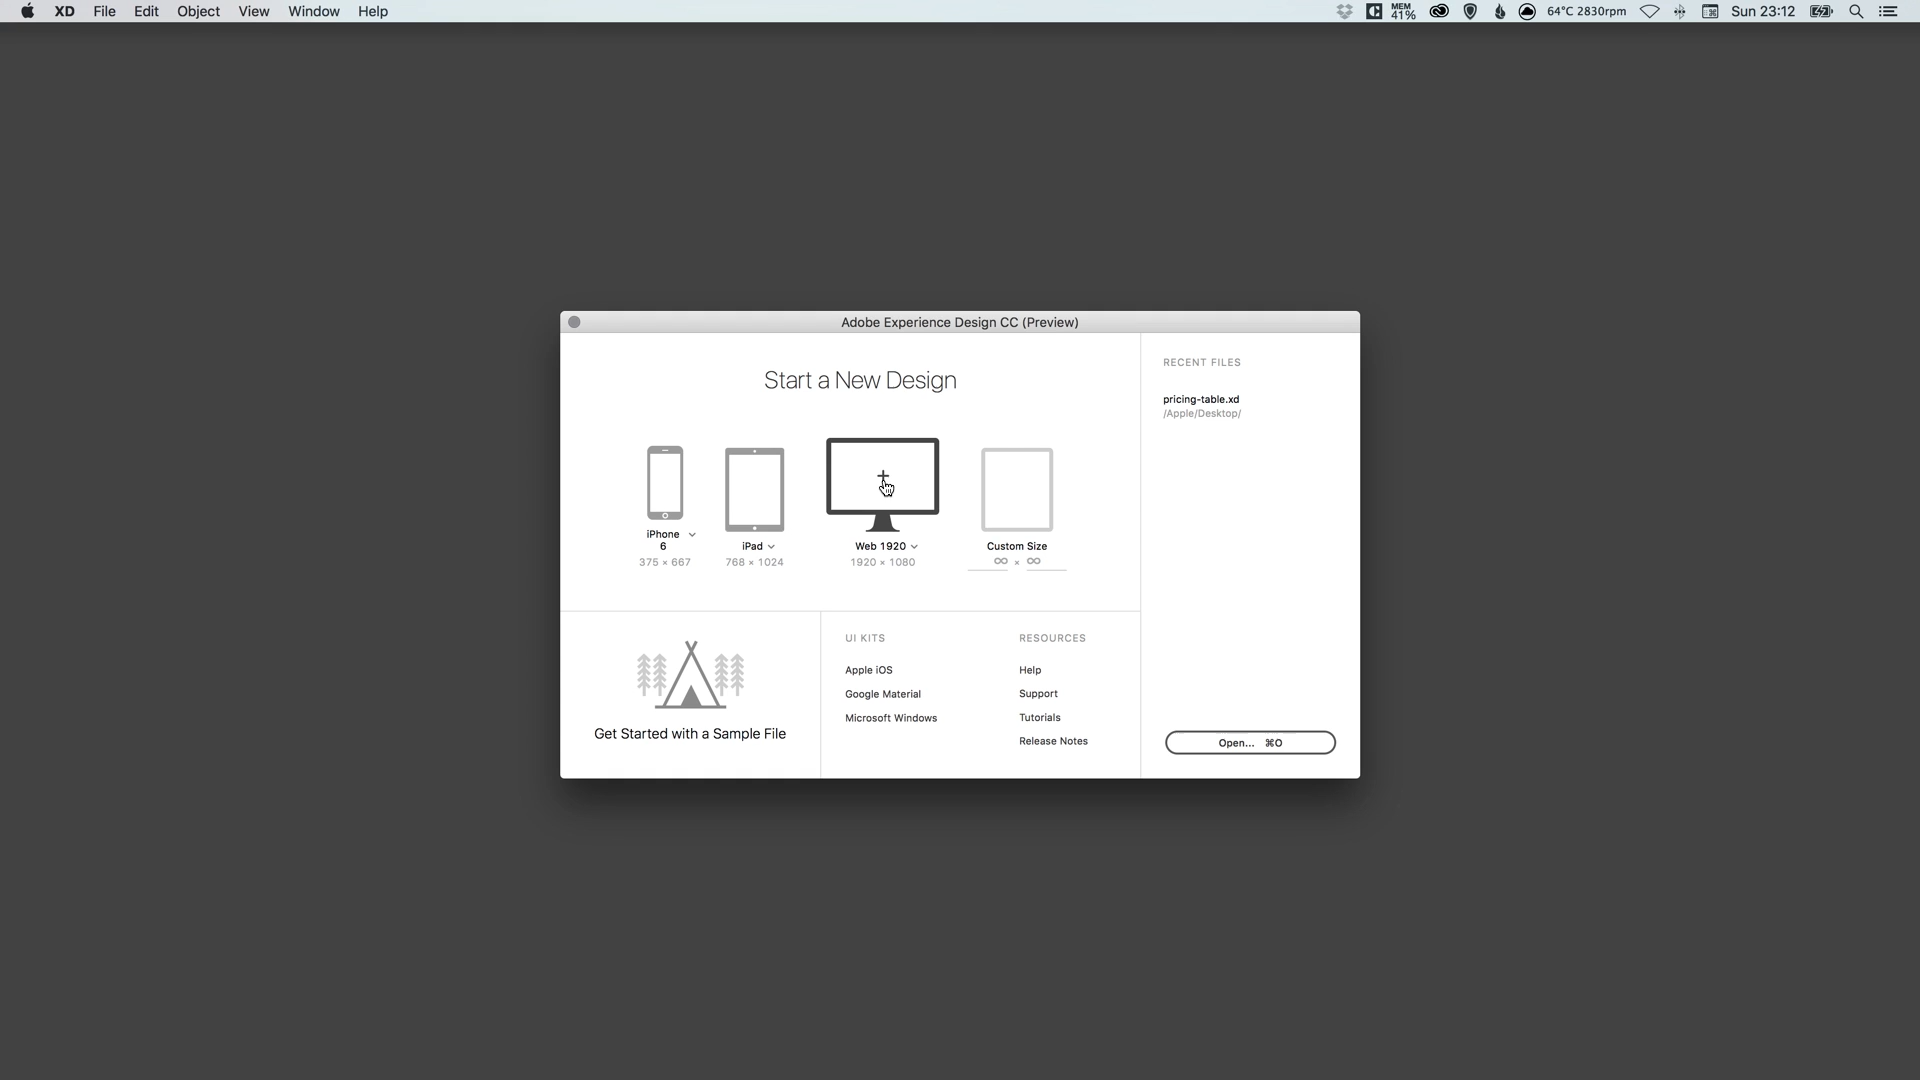 XD File Edit Object View Window Help
MEM 41% 64°C 2830rpm Sun 23:12
Adobe Experience Design CC (Preview)
Start a New Design
iPhone 6
375 × 667
iPad
768 × 1024
Web 1920
1920 × 1080
Custom Size
∞ × ∞
Get Started with a Sample File
UI KITS
Apple iOS
Google Material
Microsoft Windows
RESOURCES
Help
Support
Tutorials
Release Notes
RECENT FILES
pricing-table.xd
/Apple/Desktop/
Open... ⌘O